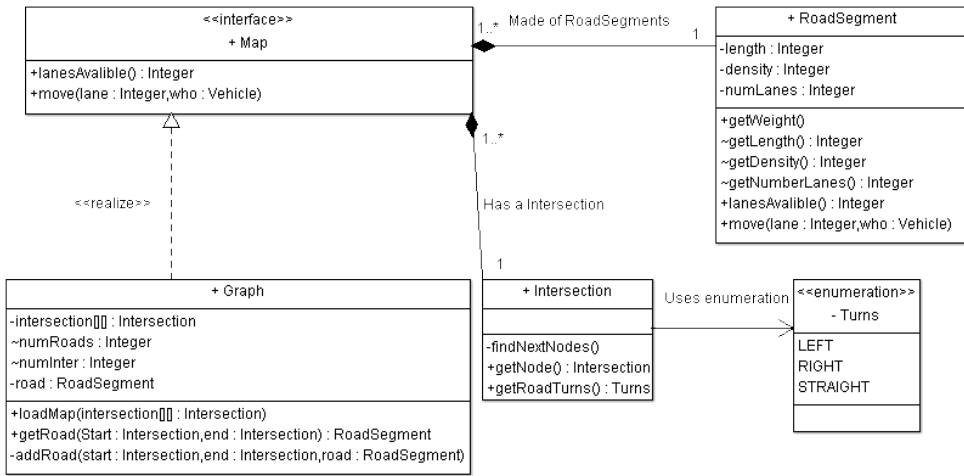 <<interface>>
+ Map
+lanesAvalible() : Integer
+move(lane : Integer,who : Vehicle)
1..*
Made of RoadSegments
1
+ RoadSegment
-length : Integer
-density : Integer
-numLanes : Integer
+getWeight()
~getLength() : Integer
~getDensity() : Integer
~getNumberLanes() : Integer
+lanesAvalible() : Integer
+move(lane : Integer,who : Vehicle)
1..*
Has a Intersection
1
<<realize>>
+ Graph
-intersection[][] : Intersection
~numRoads : Integer
~numInter : Integer
-road : RoadSegment
+loadMap(intersection[][] : Intersection)
+getRoad(Start : Intersection,end : Intersection) : RoadSegment
-addRoad(start : Intersection,end : Intersection,road : RoadSegment)
+ Intersection
-findNextNodes()
+getNode() : Intersection
+getRoadTurns() : Turns
Uses enumeration
<<enumeration>>
- Turns
LEFT
RIGHT
STRAIGHT